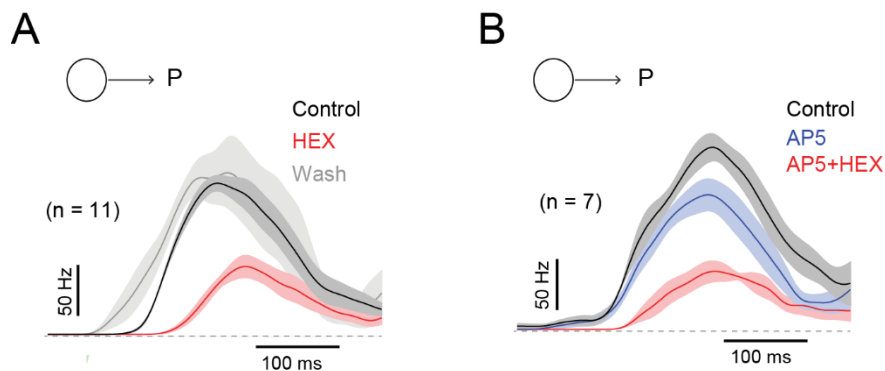 A
P
Control
HEX
Wash
(n = 11)
50 Hz
100 ms
B
P
Control
AP5
AP5+HEX
(n = 7)
50 Hz
100 ms